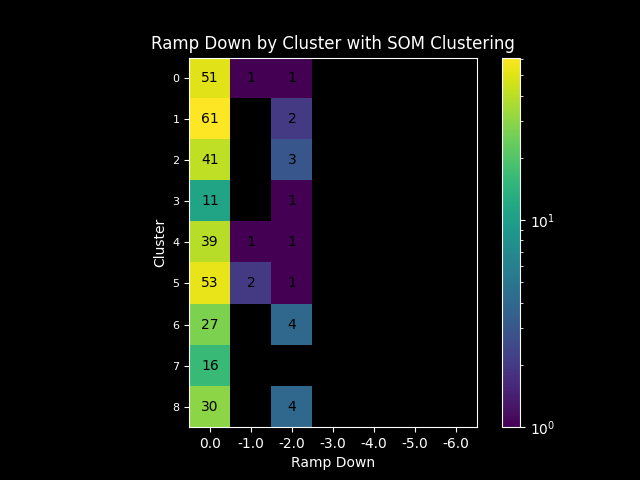 Ramp Down by Cluster with SOM Clustering
0 51 1 1
1 61 2
2 41 3
3 11 1
4 39 1 1
5 53 2 1
6 27 4
7 16
8 30 4
Cluster
0.0 -1.0 -2.0 -3.0 -4.0 -5.0 -6.0
Ramp Down
10¹
10⁰